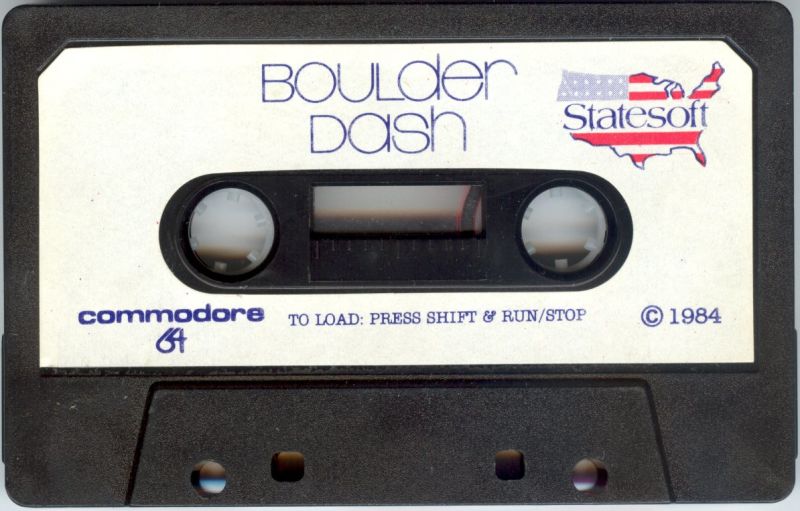 BOULder
Dash
Statesoft
commodore
64
TO LOAD: PRESS SHIFT & RUN/STOP
© 1984